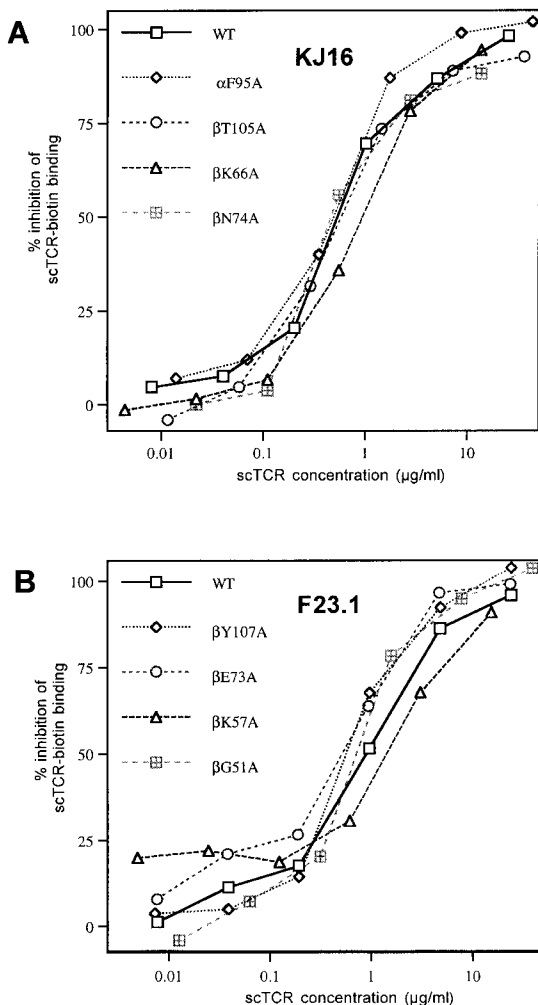 A
KJ16
WT
αF95A
βT105A
βK66A
βN74A
100
75
50
25
0
% inhibition of
scTCR-biotin binding
0.01
0.1
1
10
scTCR concentration (µg/ml)
B
F23.1
WT
βY107A
βE73A
βK57A
βG51A
100
75
50
25
0
% inhibition of
scTCR-biotin binding
0.01
0.1
1
10
scTCR concentration (µg/ml)